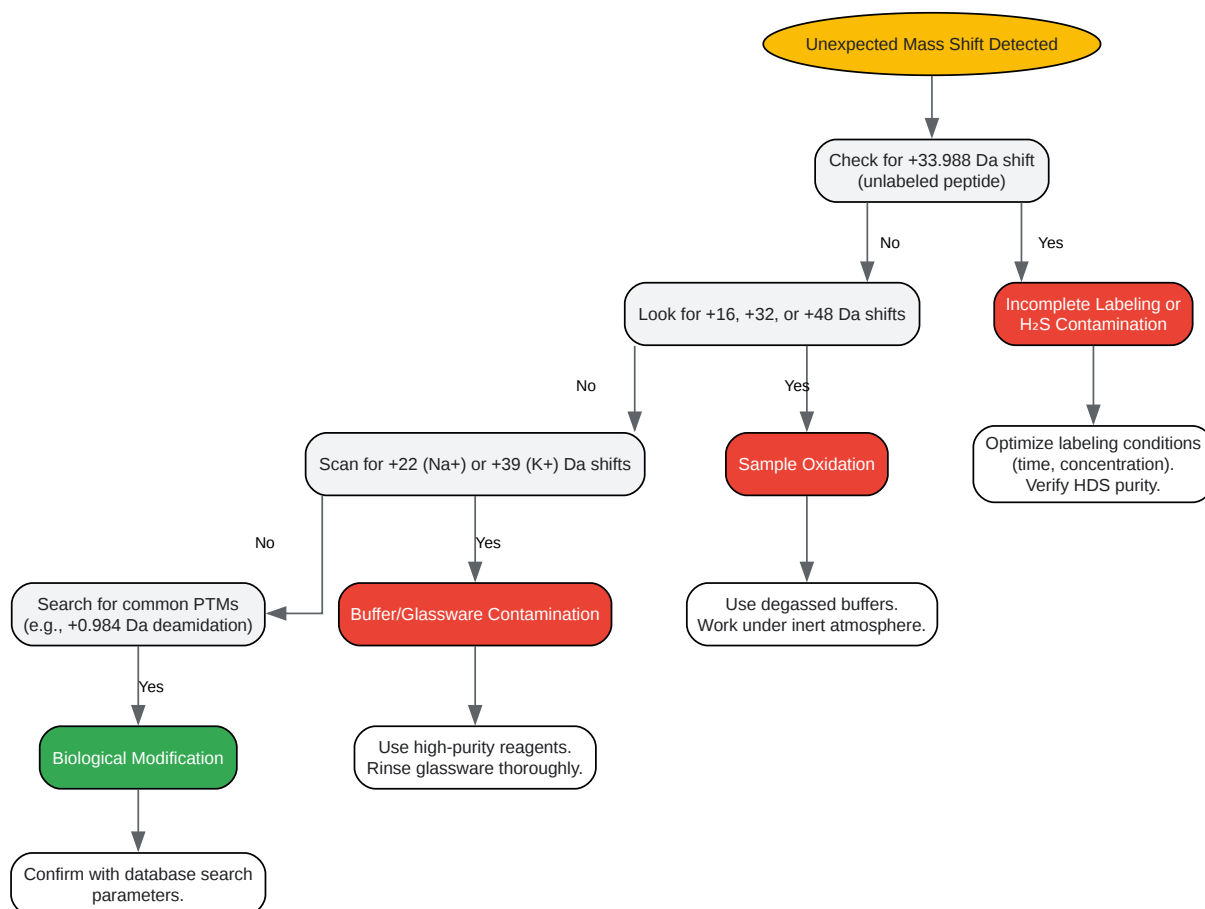 Unexpected Mass Shift Detected
Check for +33.988 Da shift
(unlabeled peptide)
No
Yes
Look for +16, +32, or +48 Da shifts
Incomplete Labeling or
H₂S Contamination
No
Yes
Scan for +22 (Na+) or +39 (K+) Da shifts
Sample Oxidation
Optimize labeling conditions
(time, concentration).
Verify HDS purity.
No
Yes
Search for common PTMs
(e.g., +0.984 Da deamidation)
Buffer/Glassware Contamination
Use degassed buffers.
Work under inert atmosphere.
Yes
Biological Modification
Use high-purity reagents.
Rinse glassware thoroughly.
Confirm with database search
parameters.